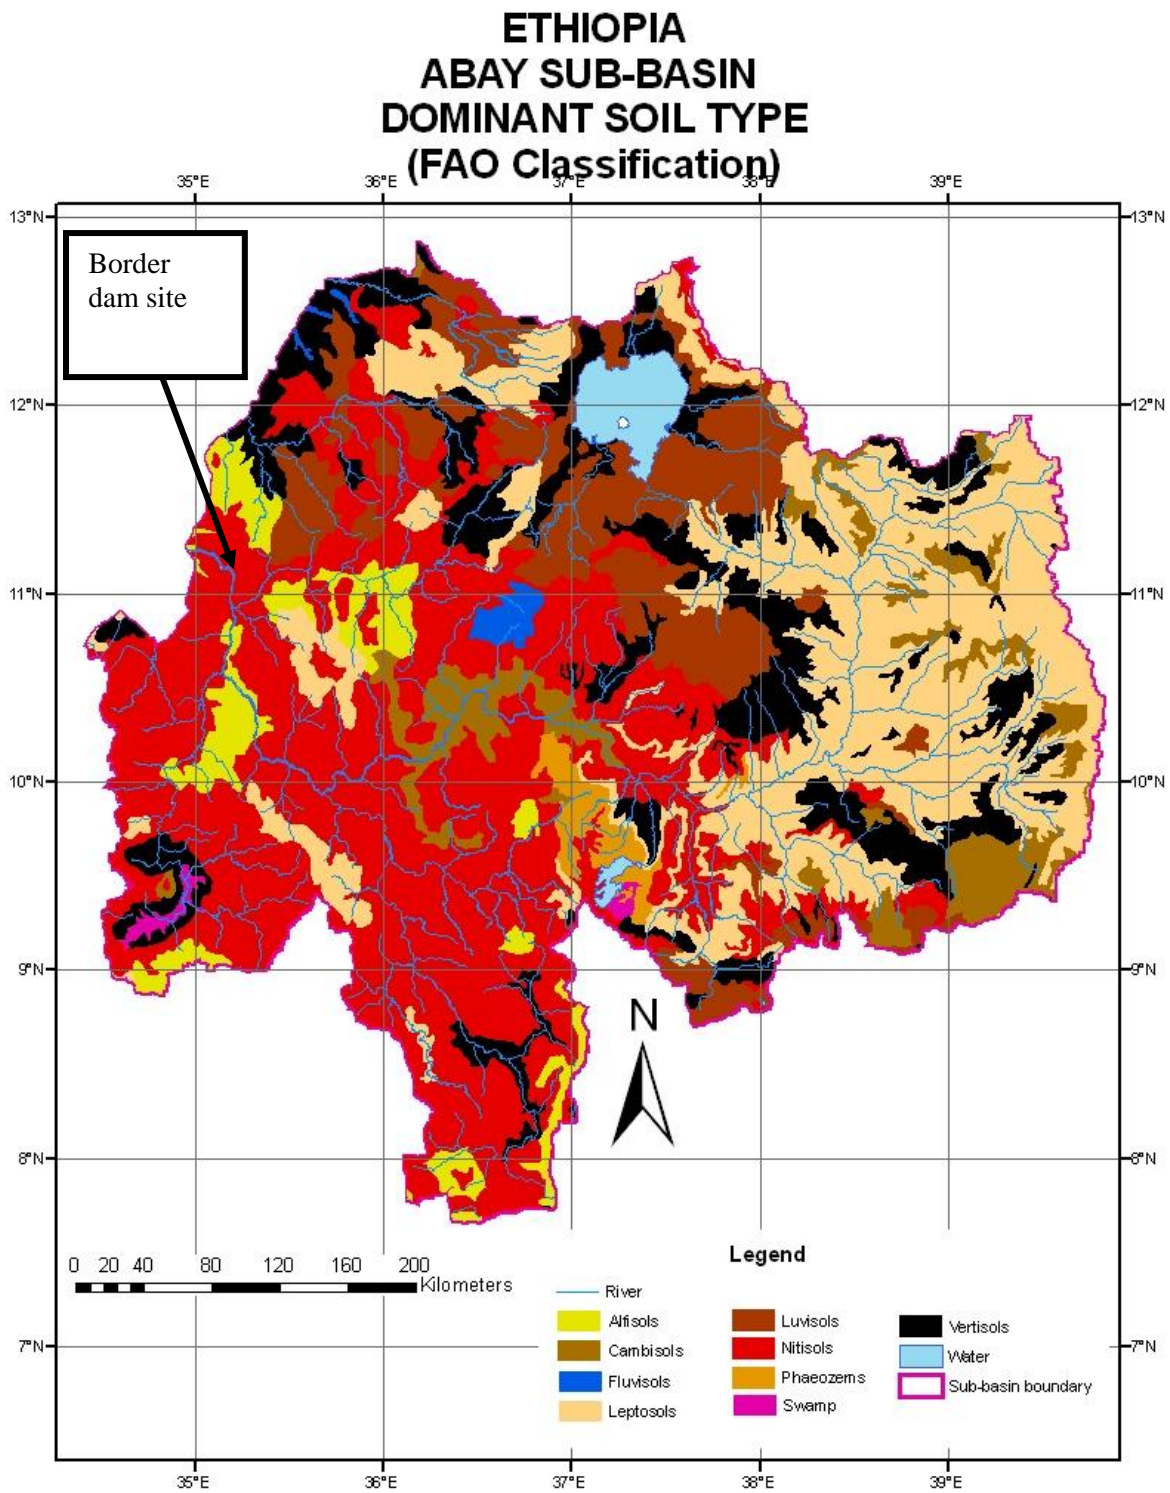 ETHIOPIA
ABAY SUB-BASIN
DOMINANT SOIL TYPE
(FAO Classification)
35°E 36°E 37°E 38°E 39°E
13°N 13°N
Border
dam site
12°N 12°N
11°N 11°N
10°N 10°N
9°N 9°N
N
8°N 8°N
Legend
0 20 40 80 120 160 200
Kilometers
River
Alfisols Luvisols Vertisols
Cambisols Nitisols Water
Fluvisols Phaeozems Sub-basin boundary
Leptosols Swamp
7°N 7°N
35°E 36°E 37°E 38°E 39°E